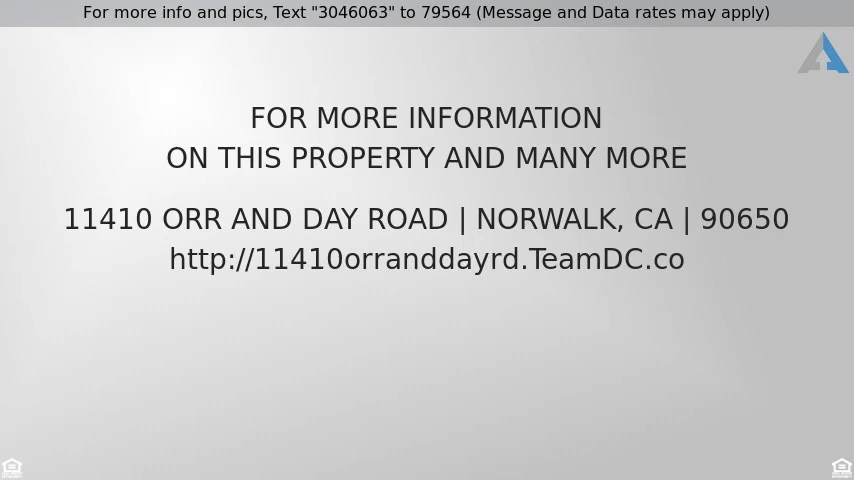 For more info and pics, Text "3046063" to 79564 (Message and Data rates may apply)
FOR MORE INFORMATION
ON THIS PROPERTY AND MANY MORE
11410 ORR AND DAY ROAD | NORWALK, CA | 90650
http://11410orranddayrd.TeamDC.co